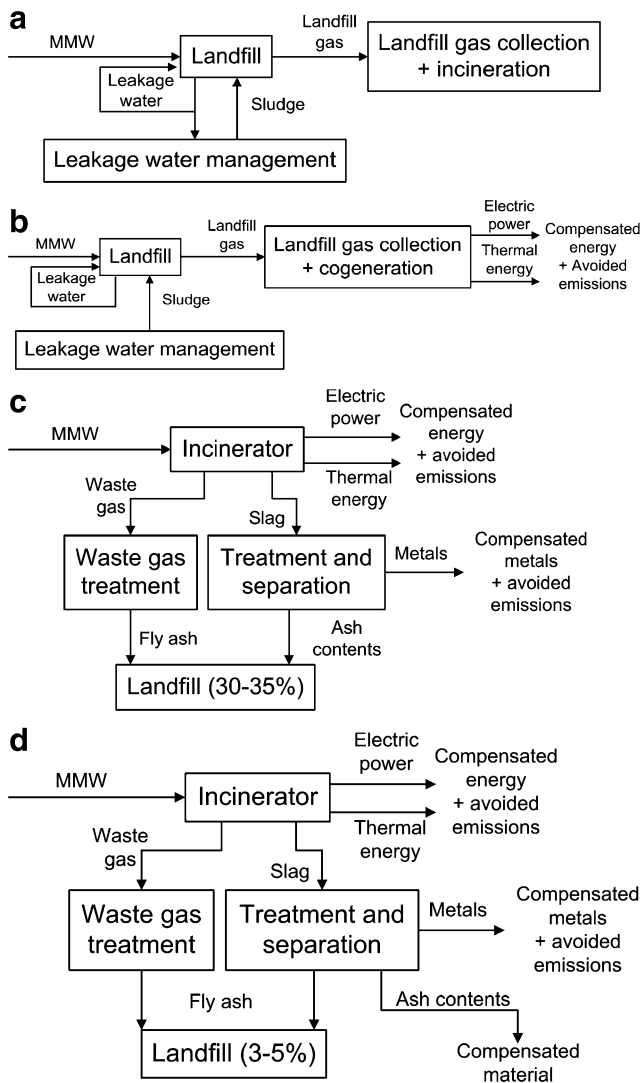 a
MMW
Landfill
Landfill
gas
Landfill gas collection
+ incineration
Leakage
water
Sludge
Leakage water management
b
MMW
Landfill
Landfill
gas
Landfill gas collection
+ cogeneration
Electric
power
Thermal
energy
Compensated
energy
+ Avoided
emissions
Leakage
water
Sludge
Leakage water management
c
MMW
Incinerator
Electric
power
Thermal
energy
Compensated
energy
+ avoided
emissions
Waste
gas
Slag
Waste gas
treatment
Treatment and
separation
Metals
Compensated
metals
+ avoided
emissions
Fly ash
Ash
contents
Landfill (30-35%)
d
MMW
Incinerator
Electric
power
Thermal
energy
Compensated
energy
+ avoided
emissions
Waste
gas
Slag
Waste gas
treatment
Treatment and
separation
Metals
Compensated
metals
+ avoided
emissions
Fly ash
Ash contents
Landfill (3-5%)
Compensated
material